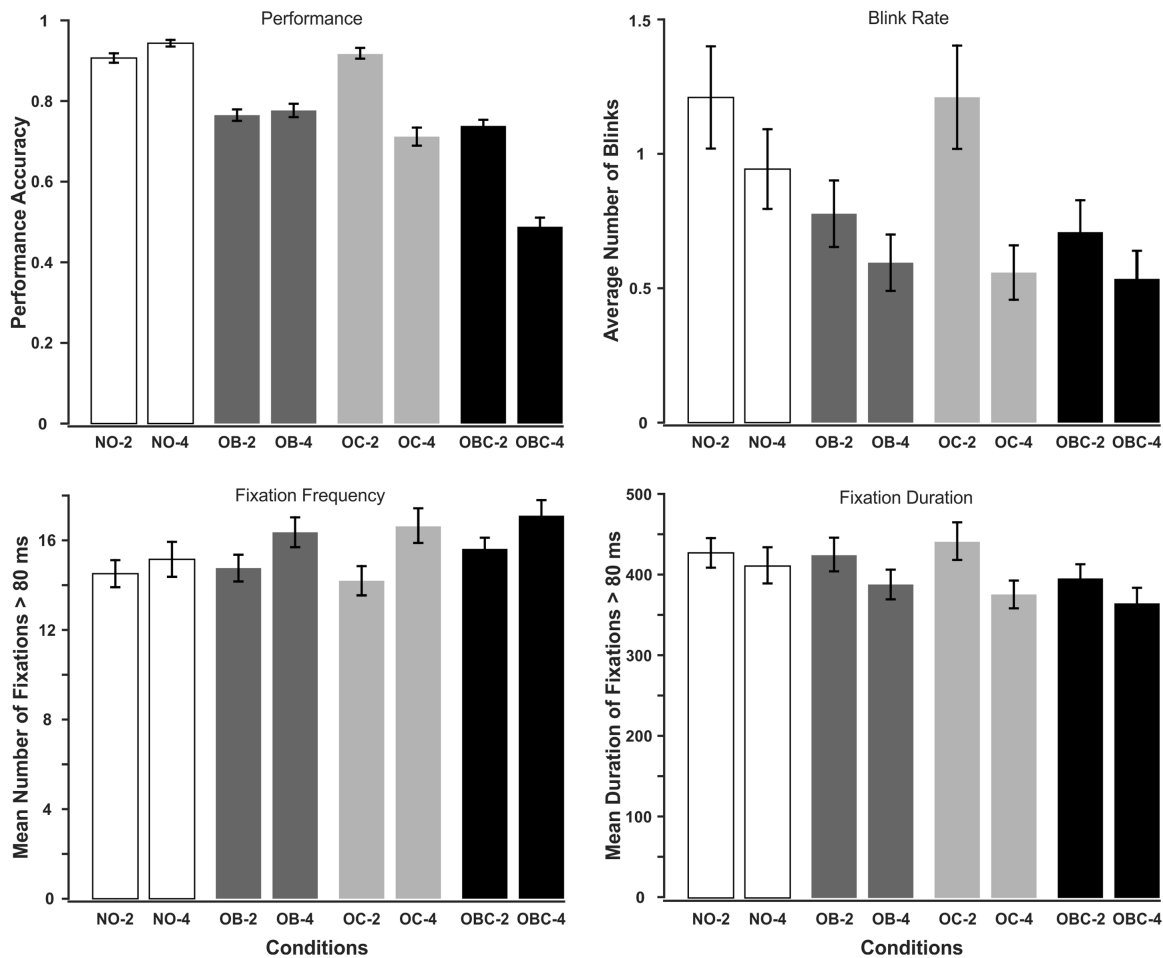 Performance
Performance Accuracy
1
0.8
0.6
0.4
0.2
0
NO-2 NO-4 OB-2 OB-4 OC-2 OC-4 OBC-2 OBC-4
Blink Rate
Average Number of Blinks
1.5
1
0.5
0
NO-2 NO-4 OB-2 OB-4 OC-2 OC-4 OBC-2 OBC-4
Fixation Frequency
Mean Number of Fixations > 80 ms
16
12
8
4
0
NO-2 NO-4 OB-2 OB-4 OC-2 OC-4 OBC-2 OBC-4
Conditions
Fixation Duration
Mean Duration of Fixations > 80 ms
500
400
300
200
100
0
NO-2 NO-4 OB-2 OB-4 OC-2 OC-4 OBC-2 OBC-4
Conditions